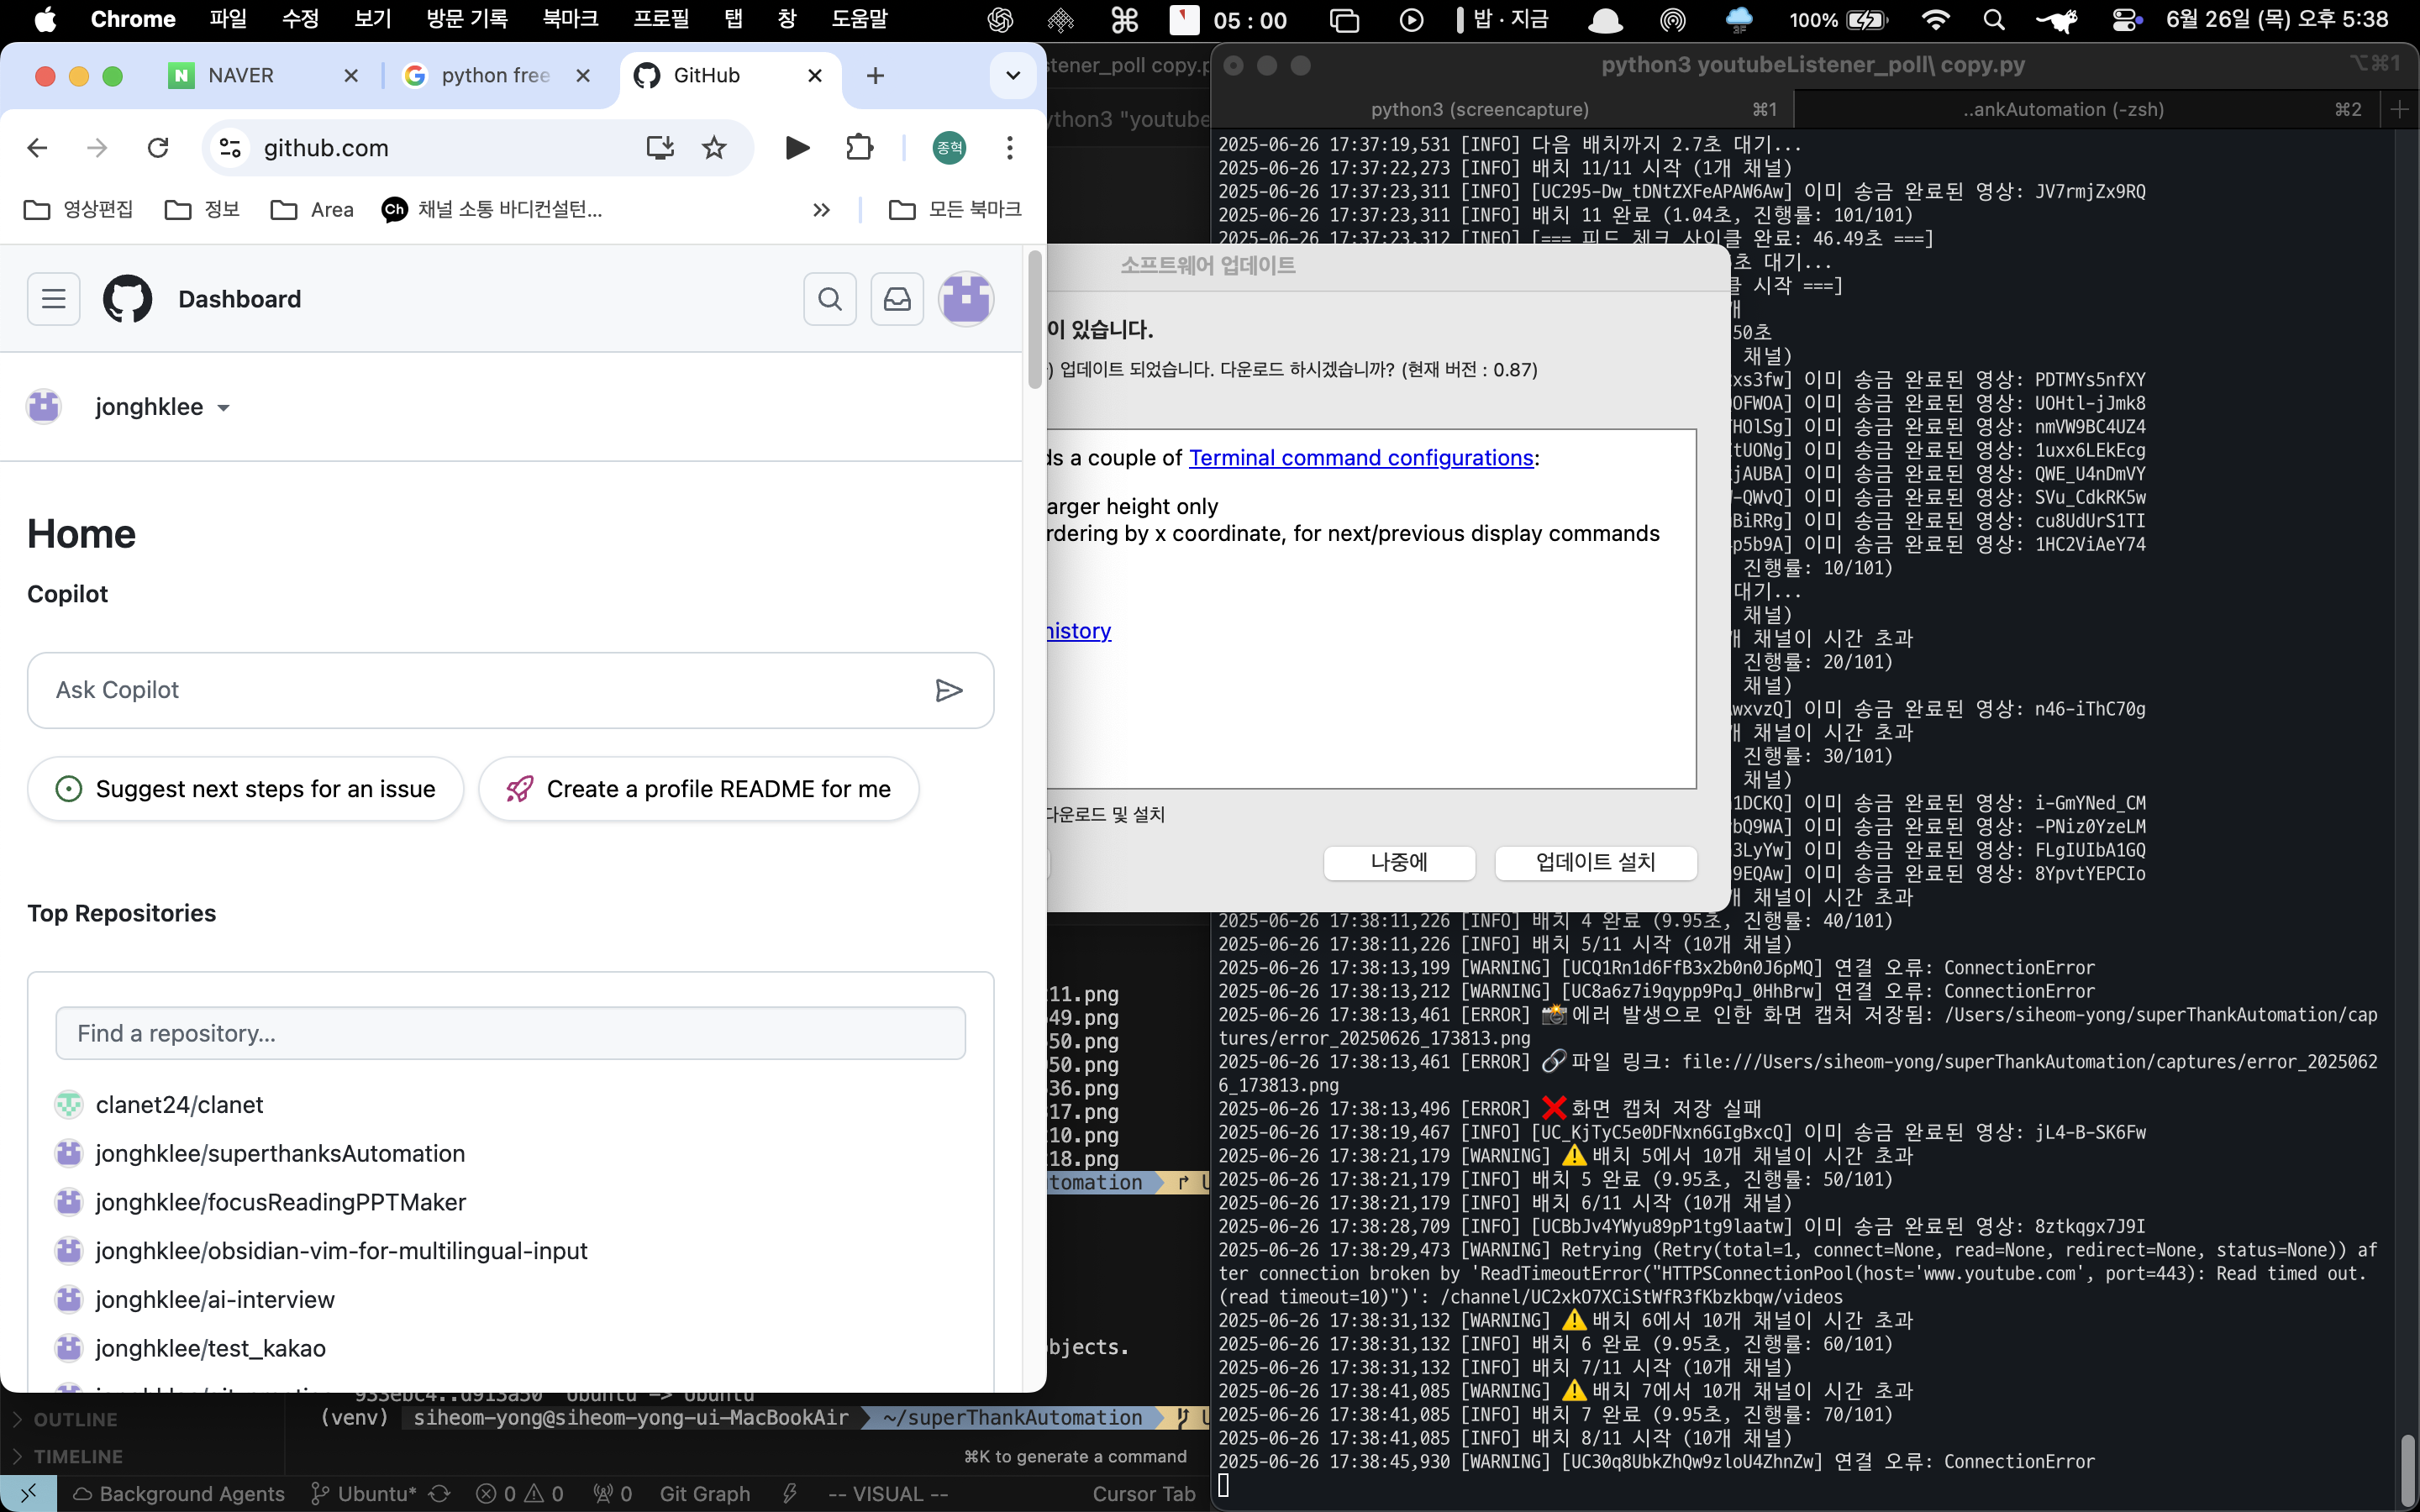 Chrome 파일 수정 보기 방문 기록 북마크 프로필 탭 창 도움말 05 : 00 밥 · 지금 100% 6월 26일 (목) 오후 5:38
NAVER
python free
GitHub
github.com
종혁
영상편집
정보
Area
채널 소통 바디컨설턴...
모든 북마크
Dashboard
jonghklee
Home
Copilot
Ask Copilot
Suggest next steps for an issue
Create a profile README for me
Top Repositories
Find a repository...
clanet24/clanet
jonghklee/superthanksAutomation
jonghklee/focusReadingPPTMaker
jonghklee/obsidian-vim-for-multilingual-input
jonghklee/ai-interview
jonghklee/test_kakao
소프트웨어 업데이트
이 있습니다.
) 업데이트 되었습니다. 다운로드 하시겠습니까? (현재 버전 : 0.87)
ds a couple of Terminal command configurations:
arger height only
rdering by x coordinate, for next/previous display commands
history
다운로드 및 설치
나중에
업데이트 설치
stener_poll copy.p
ython3 "youtube
11.png
49.png
50.png
50.png
36.png
17.png
10.png
18.png
tomation
bjects.
(venv) siheom-yong@siheom-yong-ui-MacBookAir ~/superThankAutomation
⌘K to generate a command
OUTLINE
TIMELINE
Background Agents Ubuntu* 0 0 0 Git Graph -- VISUAL -- Cursor Tab
python3 youtubeListener_poll\ copy.py ⌥⌘1
python3 (screencapture) ⌘1
..ankAutomation (-zsh) ⌘2
2025-06-26 17:37:19,531 [INFO] 다음 배치까지 2.7초 대기...
2025-06-26 17:37:22,273 [INFO] 배치 11/11 시작 (1개 채널)
2025-06-26 17:37:23,311 [INFO] [UC295-Dw_tDNtZXFeAPAW6Aw] 이미 송금 완료된 영상: JV7rmjZx9RQ
2025-06-26 17:37:23,311 [INFO] 배치 11 완료 (1.04초, 진행률: 101/101)
2025-06-26 17:37:23,312 [INFO] [=== 피드 체크 사이클 완료: 46.49초 ===]
초 대기...
클 시작 ===]
개
50초
채널)
xs3fw] 이미 송금 완료된 영상: PDTMYs5nfXY
OFWOA] 이미 송금 완료된 영상: UOHtl-jJmk8
HOlSg] 이미 송금 완료된 영상: nmVW9BC4UZ4
tUONg] 이미 송금 완료된 영상: 1uxx6LEkEcg
jAUBA] 이미 송금 완료된 영상: QWE_U4nDmVY
-QWvQ] 이미 송금 완료된 영상: SVu_CdkRK5w
BiRRg] 이미 송금 완료된 영상: cu8UdUrS1TI
p5b9A] 이미 송금 완료된 영상: 1HC2ViAeY74
진행률: 10/101)
대기...
채널)
개 채널이 시간 초과
진행률: 20/101)
채널)
wxvzQ] 이미 송금 완료된 영상: n46-iThC70g
개 채널이 시간 초과
진행률: 30/101)
채널)
1DCKQ] 이미 송금 완료된 영상: i-GmYNed_CM
bQ9WA] 이미 송금 완료된 영상: -PNiz0YzeLM
3LyYw] 이미 송금 완료된 영상: FLgIUIbA1GQ
9EQAw] 이미 송금 완료된 영상: 8YpvtYEPCIo
개 채널이 시간 초과
2025-06-26 17:38:11,226 [INFO] 배치 4 완료 (9.95초, 진행률: 40/101)
2025-06-26 17:38:11,226 [INFO] 배치 5/11 시작 (10개 채널)
2025-06-26 17:38:13,199 [WARNING] [UCQ1Rn1d6FfB3x2b0n0J6pMQ] 연결 오류: ConnectionError
2025-06-26 17:38:13,212 [WARNING] [UC8a6z7i9qypp9PqJ_0HhBrw] 연결 오류: ConnectionError
2025-06-26 17:38:13,461 [ERROR] 📸 에러 발생으로 인한 화면 캡처 저장됨: /Users/siheom-yong/superThankAutomation/cap
tures/error_20250626_173813.png
2025-06-26 17:38:13,461 [ERROR] 🔗 파일 링크: file:///Users/siheom-yong/superThankAutomation/captures/error_2025062
6_173813.png
2025-06-26 17:38:13,496 [ERROR] ❌ 화면 캡처 저장 실패
2025-06-26 17:38:19,467 [INFO] [UC_KjTyC5e0DFNxn6GIgBxcQ] 이미 송금 완료된 영상: jL4-B-SK6Fw
2025-06-26 17:38:21,179 [WARNING] ⚠️ 배치 5에서 10개 채널이 시간 초과
2025-06-26 17:38:21,179 [INFO] 배치 5 완료 (9.95초, 진행률: 50/101)
2025-06-26 17:38:21,179 [INFO] 배치 6/11 시작 (10개 채널)
2025-06-26 17:38:28,709 [INFO] [UCBbJv4YWyu89pP1tg9laatw] 이미 송금 완료된 영상: 8ztkqgx7J9I
2025-06-26 17:38:29,473 [WARNING] Retrying (Retry(total=1, connect=None, read=None, redirect=None, status=None)) af
ter connection broken by 'ReadTimeoutError("HTTPSConnectionPool(host='www.youtube.com', port=443): Read timed out.
(read timeout=10)")': /channel/UC2xkO7XCiStWfR3fKbzkbqw/videos
2025-06-26 17:38:31,132 [WARNING] ⚠️ 배치 6에서 10개 채널이 시간 초과
2025-06-26 17:38:31,132 [INFO] 배치 6 완료 (9.95초, 진행률: 60/101)
2025-06-26 17:38:31,132 [INFO] 배치 7/11 시작 (10개 채널)
2025-06-26 17:38:41,085 [WARNING] ⚠️ 배치 7에서 10개 채널이 시간 초과
2025-06-26 17:38:41,085 [INFO] 배치 7 완료 (9.95초, 진행률: 70/101)
2025-06-26 17:38:41,085 [INFO] 배치 8/11 시작 (10개 채널)
2025-06-26 17:38:45,930 [WARNING] [UC30q8UbkZhQw9zloU4ZhnZw] 연결 오류: ConnectionError